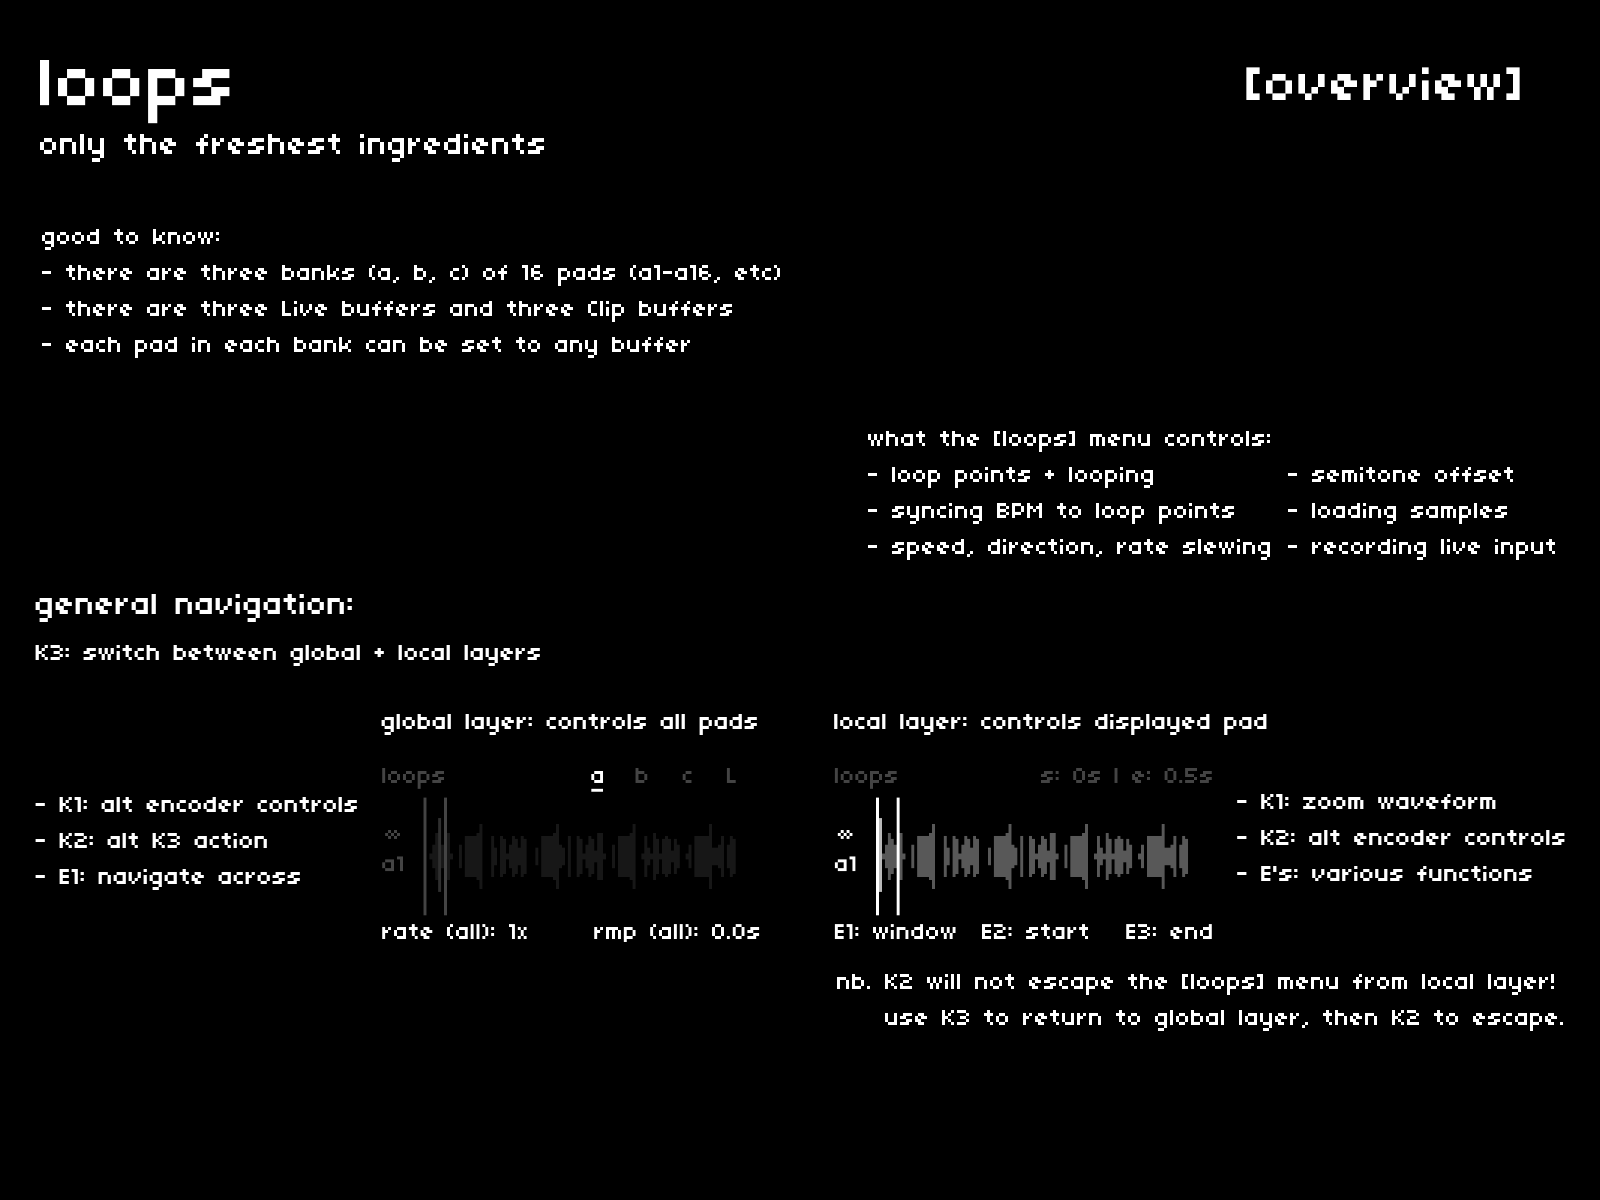 loops
[overview]
only the freshest ingredients
good to know:
- there are three banks (a, b, c) of 16 pads (a1-a16, etc)
- there are three Live buffers and three Clip buffers
- each pad in each bank can be set to any buffer
what the [loops] menu controls:
- loop points + looping
- syncing BPM to loop points
- speed, direction, rate slewing
- semitone offset
- loading samples
- recording live input
general navigation:
K3: switch between global + local layers
- K1: alt encoder controls
- K2: alt K3 action
- E1: navigate across
global layer: controls all pads
loops a b c L
∞
a1
rate (all): 1x rmp (all): 0.0s
local layer: controls displayed pad
loops s: 0s | e: 0.5s
∞
a1
E1: window E2: start E3: end
- K1: zoom waveform
- K2: alt encoder controls
- E's: various functions
nb. K2 will not escape the [loops] menu from local layer!
use K3 to return to global layer, then K2 to escape.